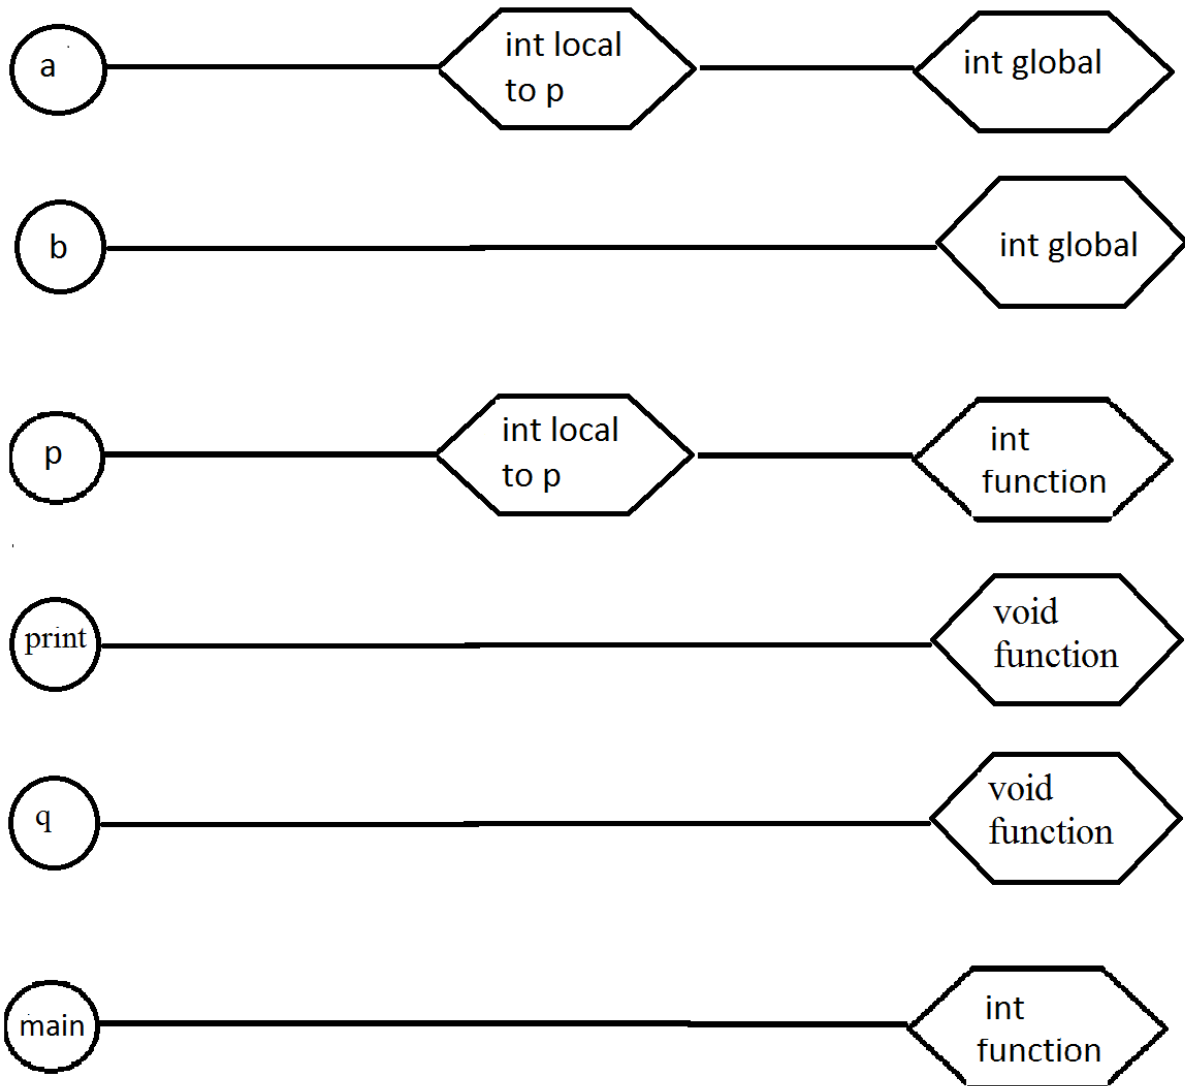 a
int local
to p
int global
b
int global
p
int local
to p
int
function
print
void
function
q
void
function
main
int
function